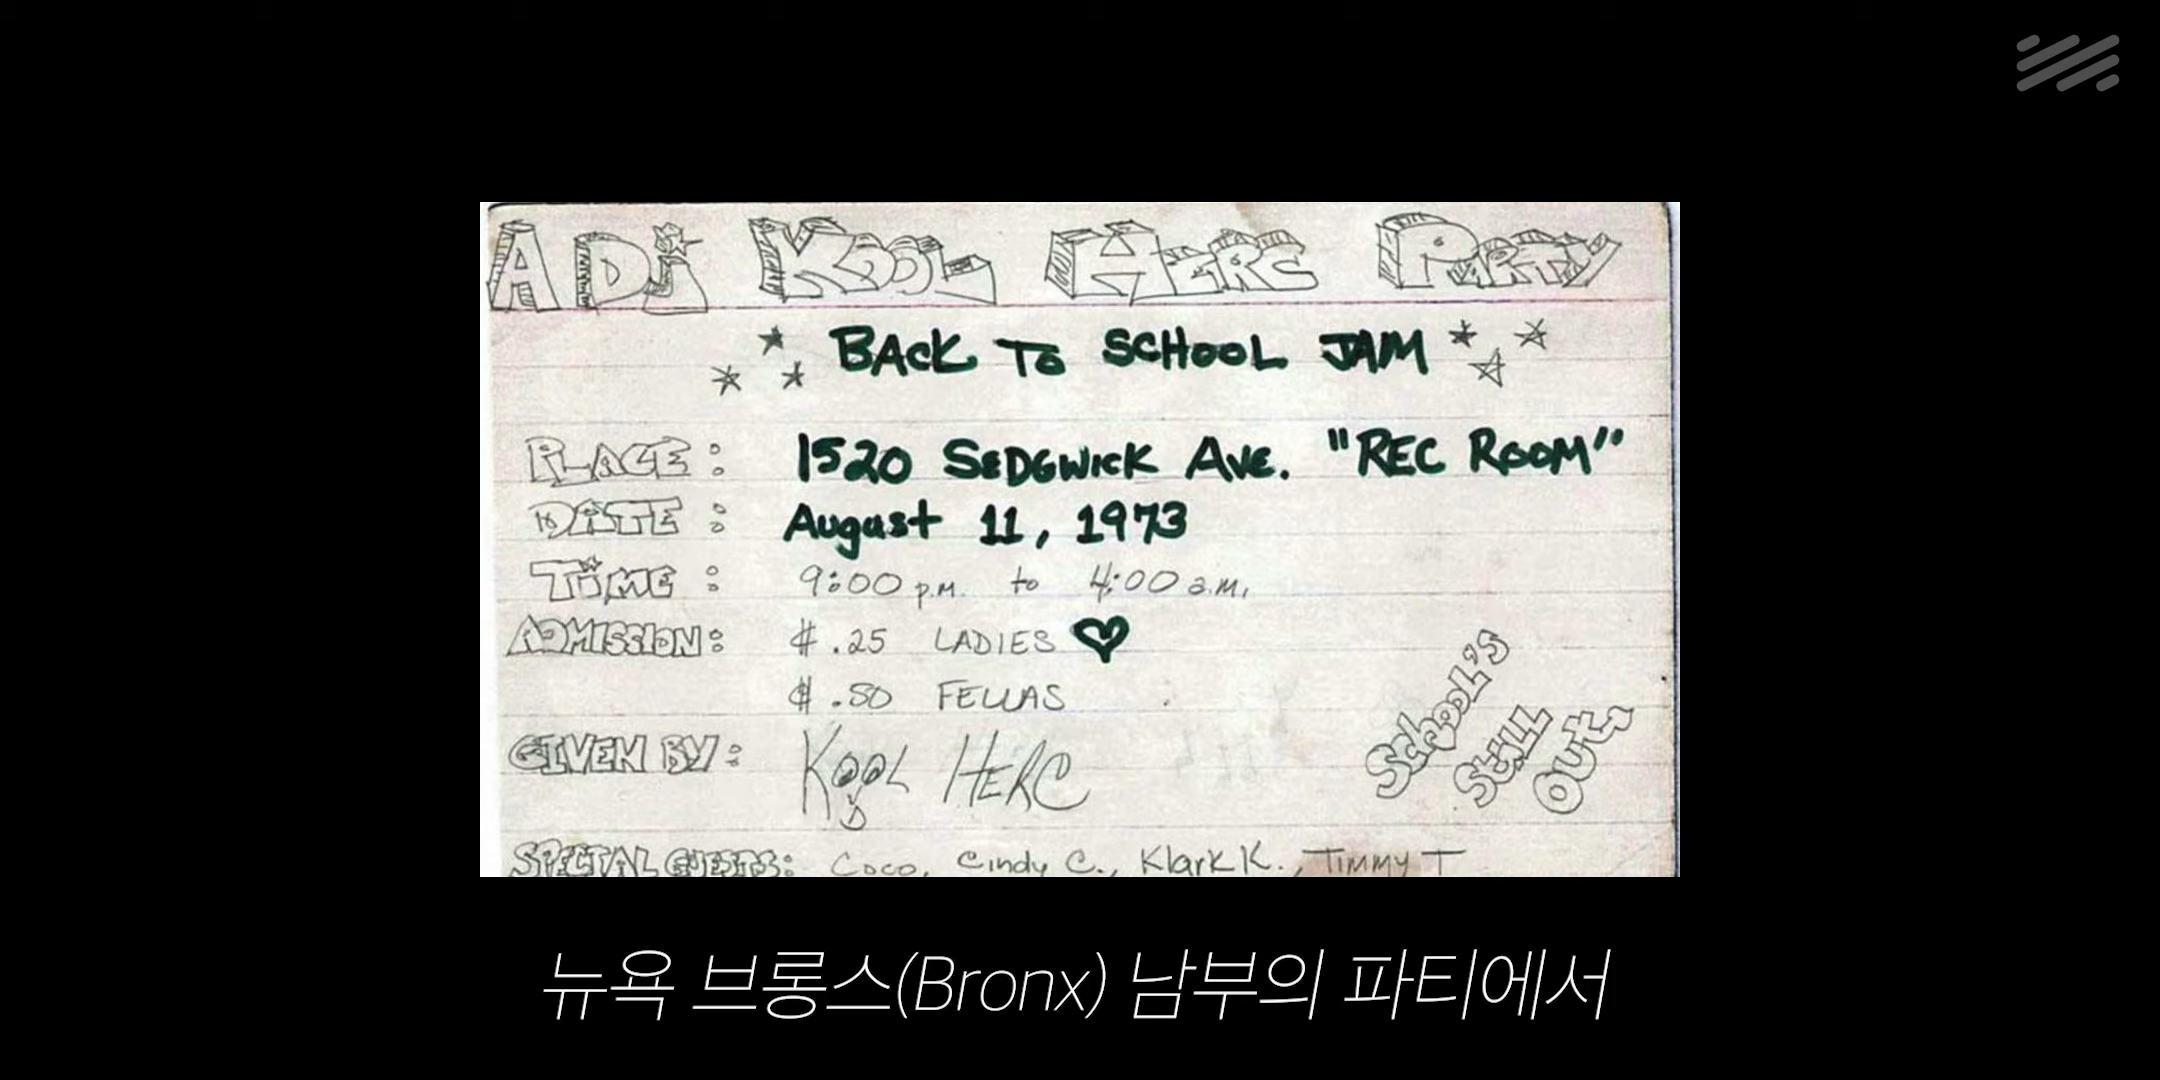 A DJ KOOL HERC PARTY
BACK TO SCHOOL JAM
PLACE: 1520 SEDGWICK AVE. "REC ROOM"
DATE: August 11, 1973
TIME: 9:00 p.m. to 4:00 a.m.
ADMISSION: $.25 LADIES
$.50 FELLAS
GIVEN BY: KOOL HERC
School's
Still
Out,
SPECIAL GUESTS: Coco, Cindy C., Klark K., Timmy T
뉴욕 브롱스(Bronx) 남부의 파티에서